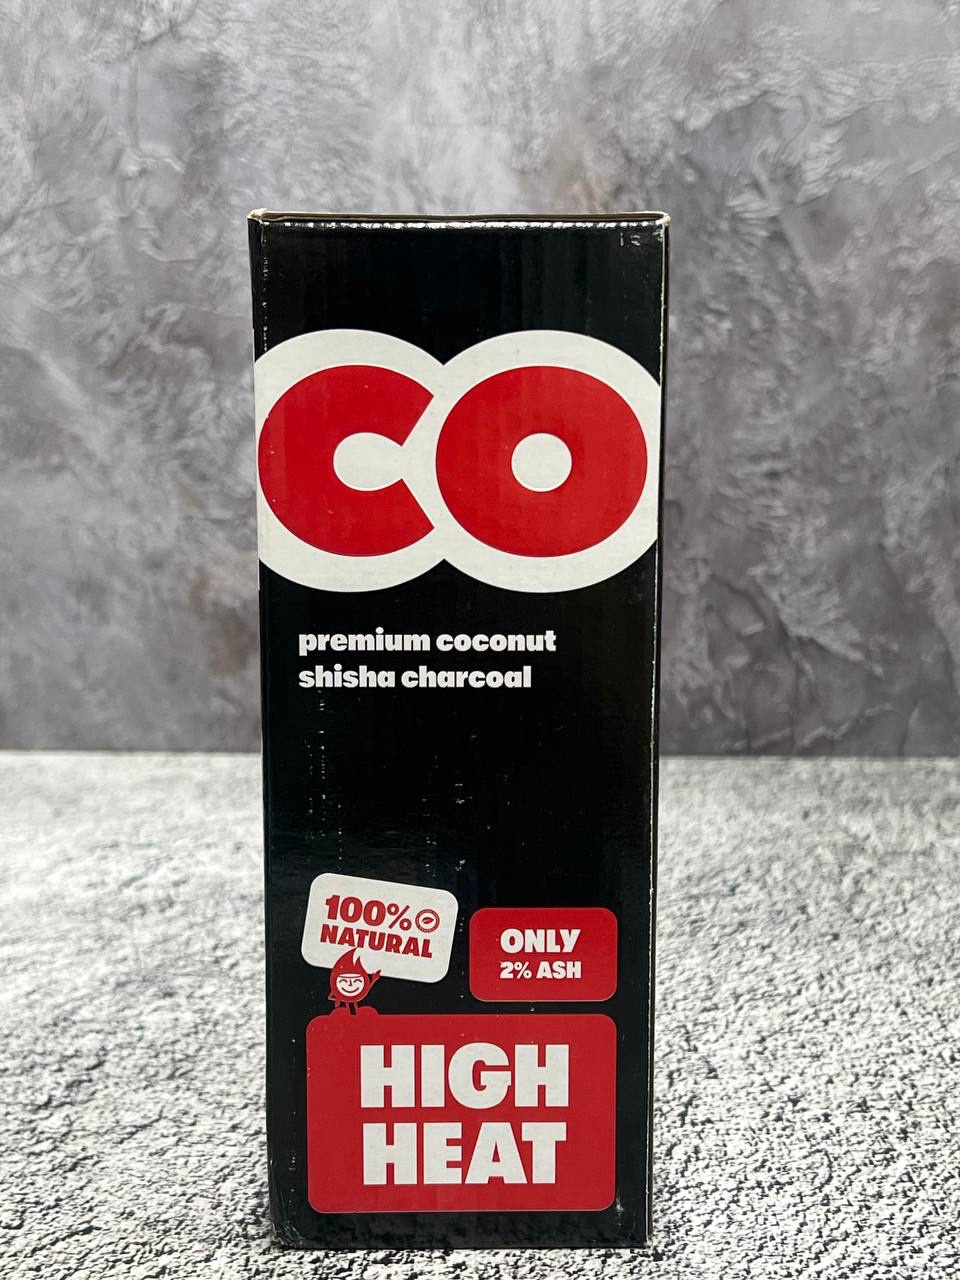 CO
premium coconut
shisha charcoal
100%
NATURAL
ONLY
2% ASH
HIGH
HEAT